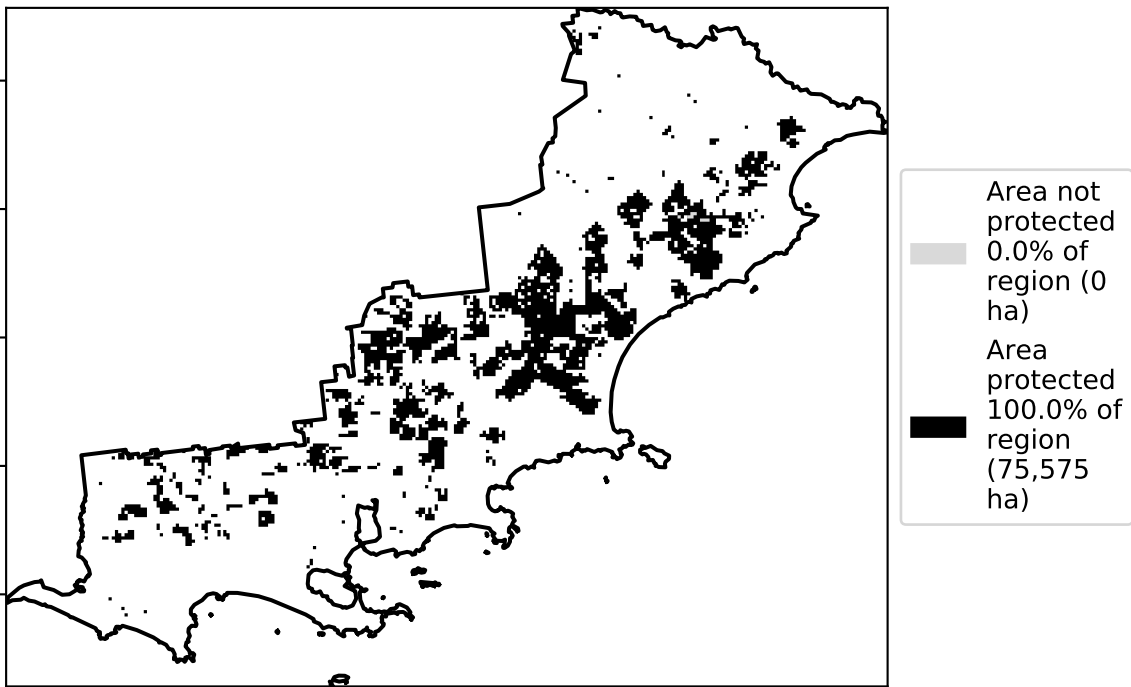 Area not
protected
0.0% of
region (0
ha)
Area
protected
100.0% of
region
(75,575
ha)